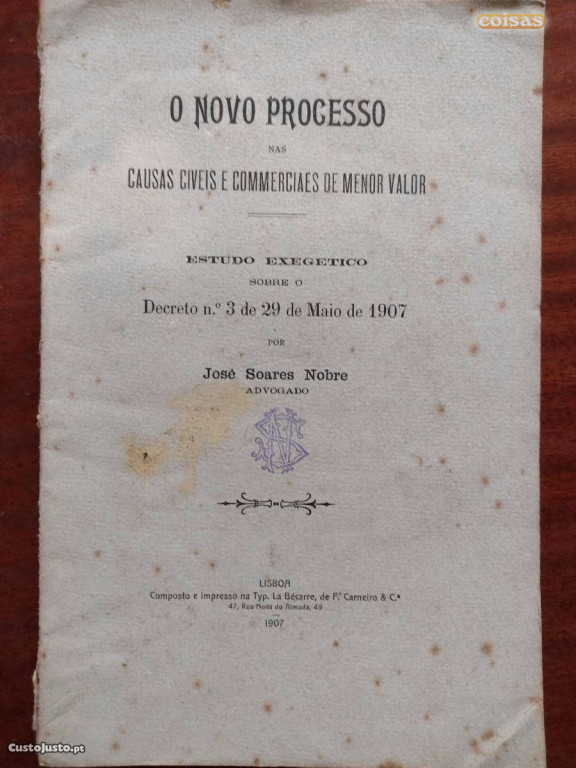 coisas
O NOVO PROCESSO
NAS
CAUSAS CIVEIS E COMMERCIAES DE MENOR VALOR
ESTUDO EXEGETICO
SOBRE O
Decreto n.º 3 de 29 de Maio de 1907
POR
José Soares Nobre
ADVOGADO
LISBOA
Composto e impresso na Typ. La Bécarre, de F.º Carneiro & C.ª
47, Rua Nova do Almada, 49
1907
CustoJusto.pt